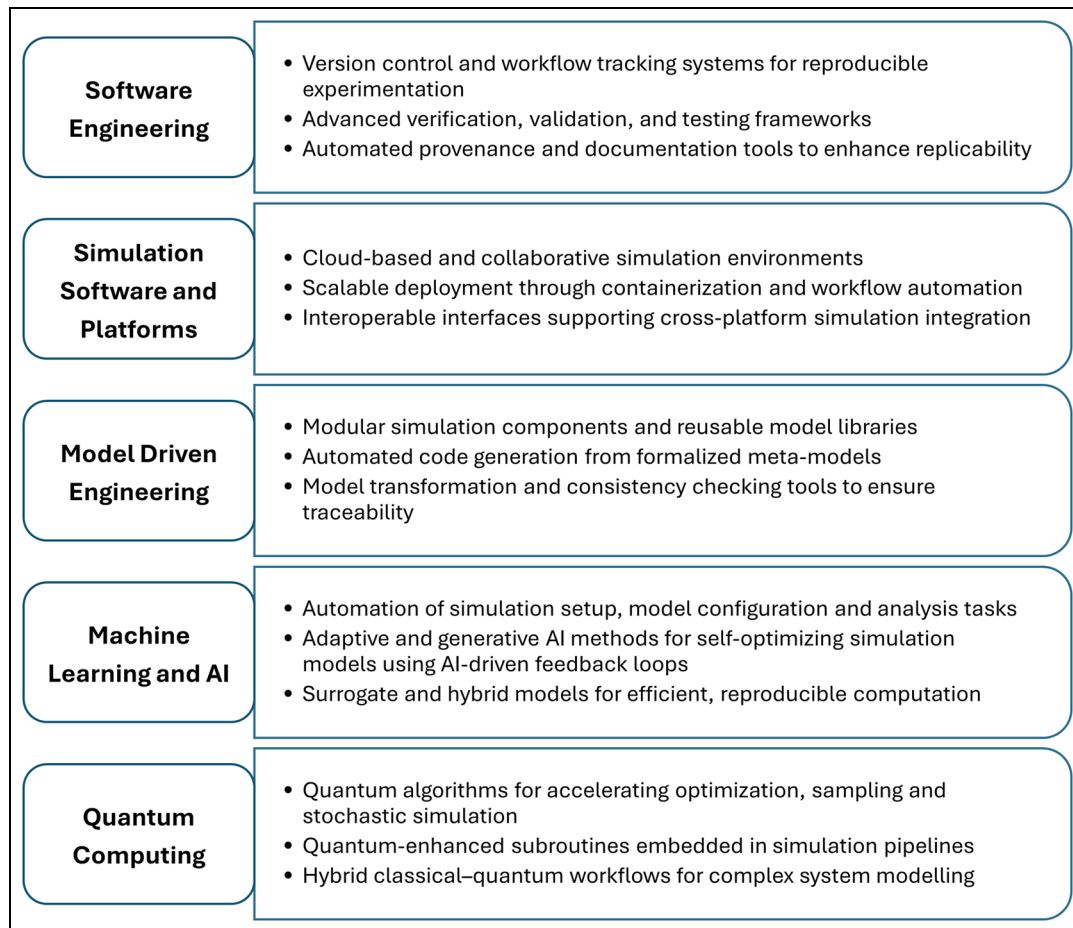 Software
Engineering
• Version control and workflow tracking systems for reproducible
experimentation
• Advanced verification, validation, and testing frameworks
• Automated provenance and documentation tools to enhance replicability
Simulation
Software and
Platforms
• Cloud-based and collaborative simulation environments
• Scalable deployment through containerization and workflow automation
• Interoperable interfaces supporting cross-platform simulation integration
Model Driven
Engineering
• Modular simulation components and reusable model libraries
• Automated code generation from formalized meta-models
• Model transformation and consistency checking tools to ensure
traceability
Machine
Learning and AI
• Automation of simulation setup, model configuration and analysis tasks
• Adaptive and generative AI methods for self-optimizing simulation
models using AI-driven feedback loops
• Surrogate and hybrid models for efficient, reproducible computation
Quantum
Computing
• Quantum algorithms for accelerating optimization, sampling and
stochastic simulation
• Quantum-enhanced subroutines embedded in simulation pipelines
• Hybrid classical–quantum workflows for complex system modelling